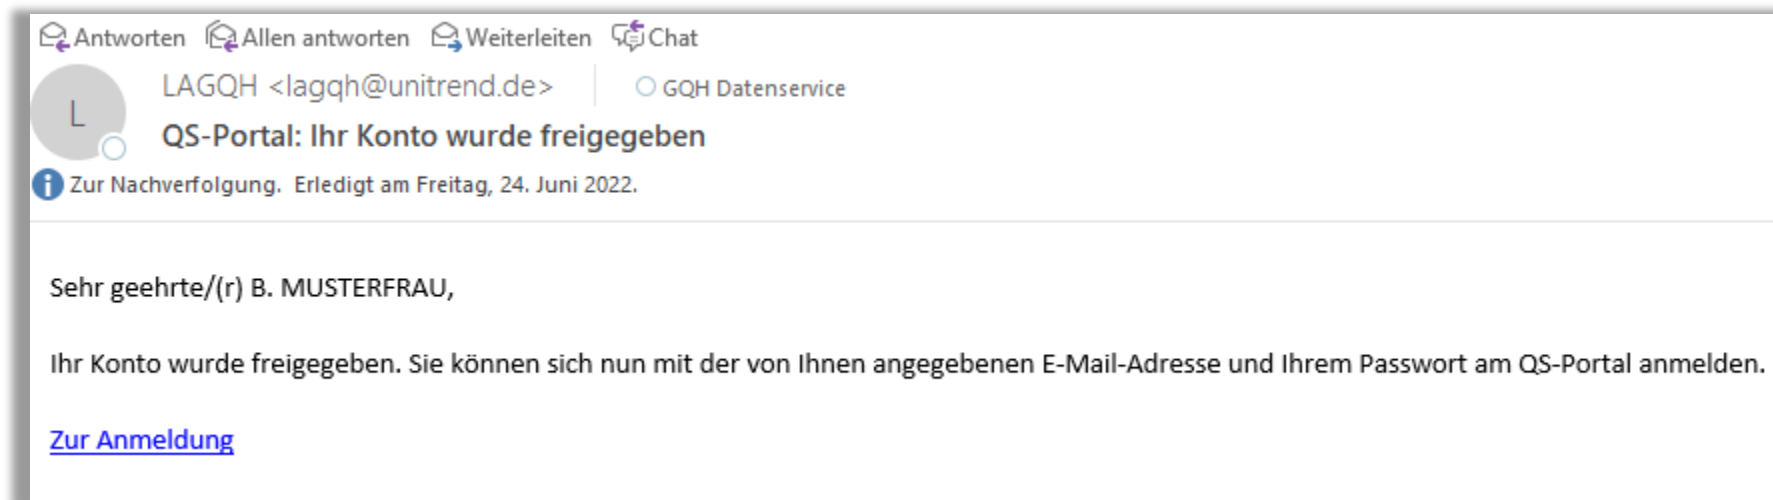 Antworten Allen antworten Weiterleiten Chat
L
LAGQH <lagqh@unitrend.de> GQH Datenservice
QS-Portal: Ihr Konto wurde freigegeben
Zur Nachverfolgung. Erledigt am Freitag, 24. Juni 2022.
Sehr geehrte/(r) B. MUSTERFRAU,
Ihr Konto wurde freigegeben. Sie können sich nun mit der von Ihnen angegebenen E-Mail-Adresse und Ihrem Passwort am QS-Portal anmelden.
Zur Anmeldung